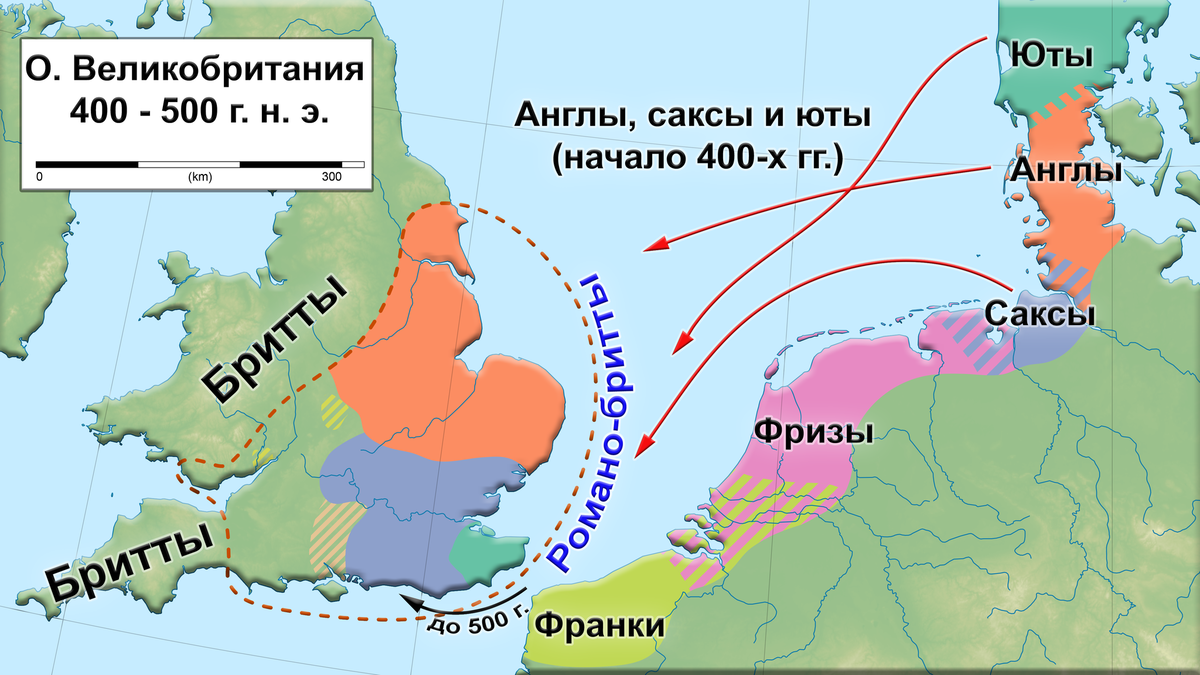 О. Великобритания
400 - 500 г. н. э.
0 (km) 300
Англы, саксы и юты
(начало 400-х гг.)
Юты
Англы
Саксы
Бритты
Романо-бритты
Фризы
Бритты
до 500 г.
Франки